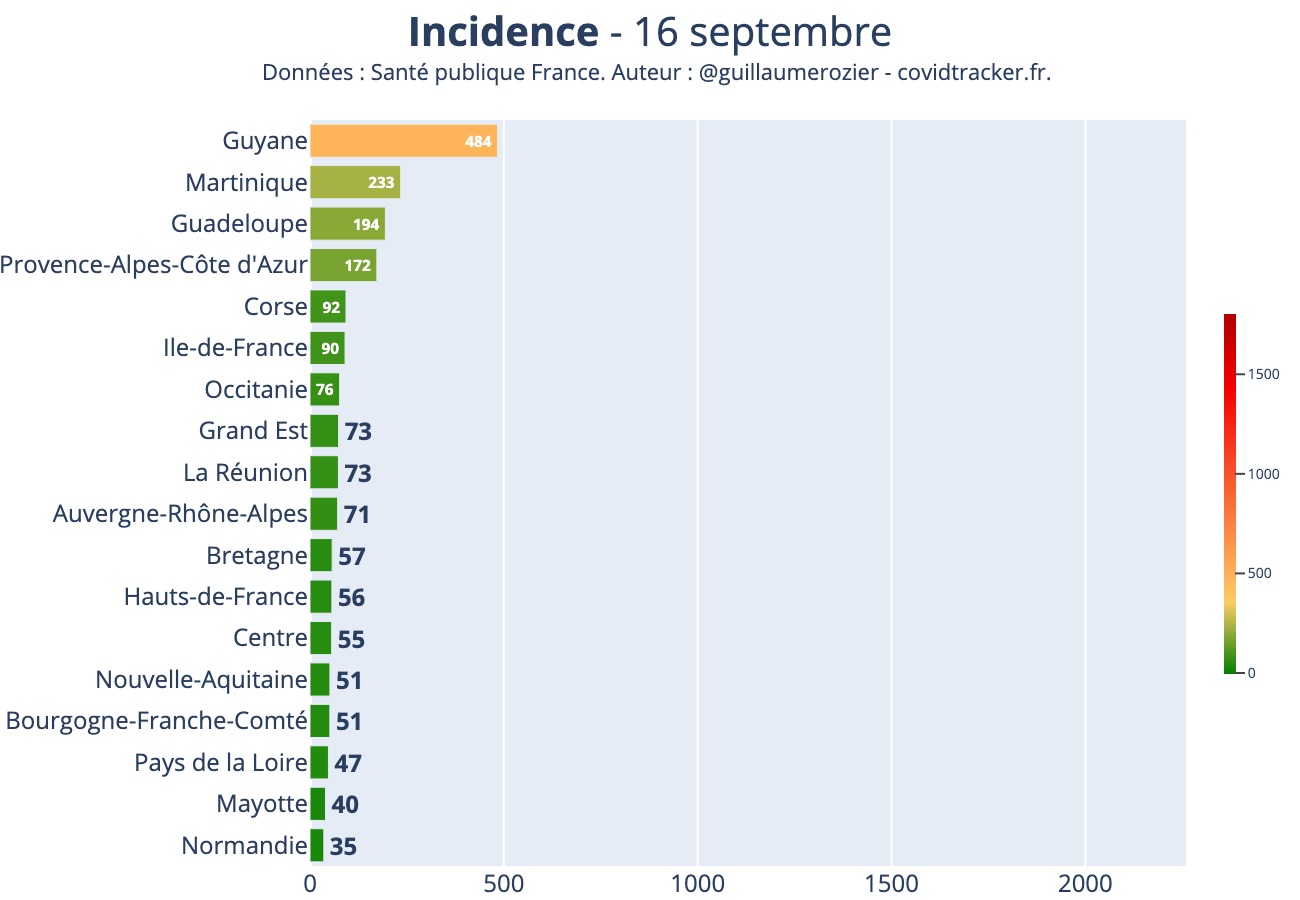 Incidence - 16 septembre
Données : Santé publique France. Auteur : @guillaumerozier - covidtracker.fr.
Guyane 484
Martinique 233
Guadeloupe 194
Provence-Alpes-Côte d'Azur 172
Corse 92
Ile-de-France 90
Occitanie 76
Grand Est 73
La Réunion 73
Auvergne-Rhône-Alpes 71
Bretagne 57
Hauts-de-France 56
Centre 55
Nouvelle-Aquitaine 51
Bourgogne-Franche-Comté 51
Pays de la Loire 47
Mayotte 40
Normandie 35
0 500 1000 1500 2000
1500
1000
500
0